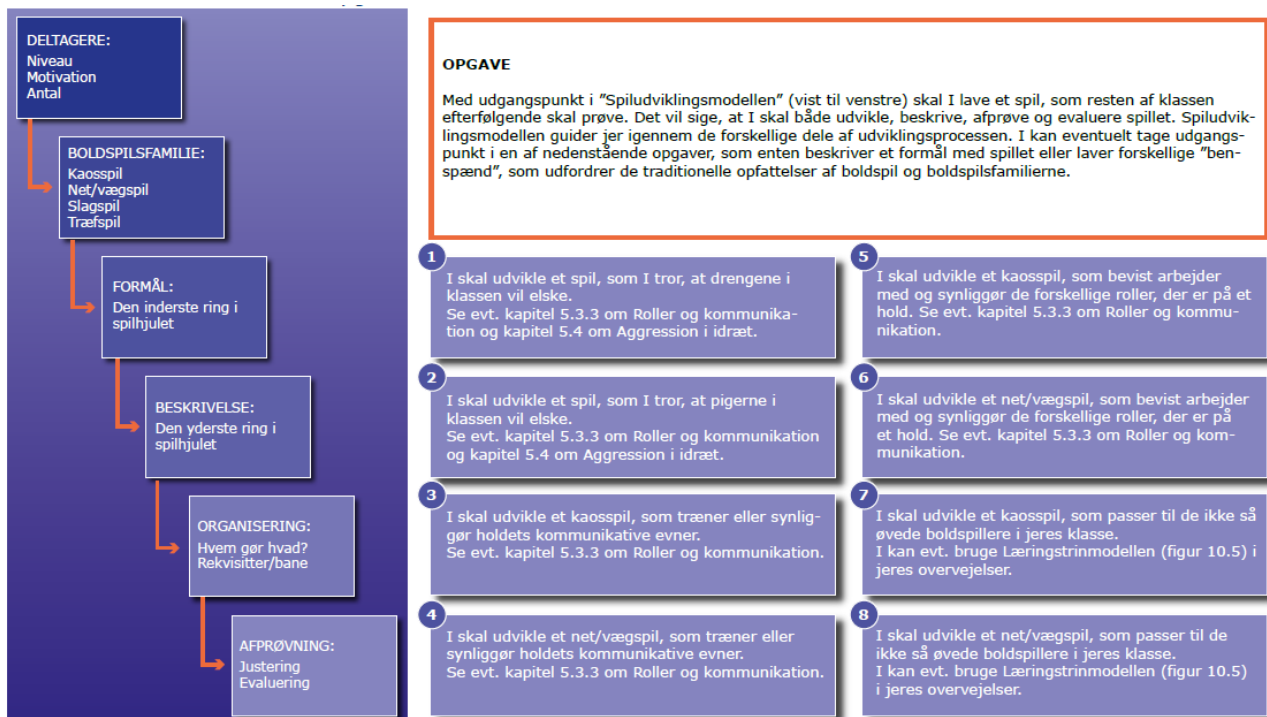 DELTAGERE:
Niveau
Motivation
Antal
BOLDSPILSFAMILIE:
Kaosspil
Net/vægspil
Slagspil
Træfspil
FORMÅL:
Den inderste ring i
spilhjulet
BESKRIVELSE:
Den yderste ring i
spilhjulet
ORGANISERING:
Hvem gør hvad?
Rekvisitter/bane
AFPRØVNING:
Justering
Evaluering
OPGAVE
Med udgangspunkt i ”Spiludviklingsmodellen” (vist til venstre) skal I lave et spil, som resten af klassen
efterfølgende skal prøve. Det vil sige, at I skal både udvikle, beskrive, afprøve og evaluere spillet. Spiludvik-
lingsmodellen guider jer igennem de forskellige dele af udviklingsprocessen. I kan eventuelt tage udgangs-
punkt i en af nedenstående opgaver, som enten beskriver et formål med spillet eller laver forskellige ”ben-
spænd”, som udfordrer de traditionelle opfattelser af boldspil og boldspilsfamilierne.
1
I skal udvikle et spil, som I tror, at drengene i
klassen vil elske.
Se evt. kapitel 5.3.3 om Roller og kommunika-
tion og kapitel 5.4 om Aggression i idræt.
2
I skal udvikle et spil, som I tror, at pigerne i
klassen vil elske.
Se evt. kapitel 5.3.3 om Roller og kommunikation
og kapitel 5.4 om Aggression i idræt.
3
I skal udvikle et kaosspil, som træner eller synlig-
gør holdets kommunikative evner.
Se evt. kapitel 5.3.3 om Roller og kommunikation.
4
I skal udvikle et net/vægspil, som træner eller
synliggør holdets kommunikative evner.
Se evt. kapitel 5.3.3 om Roller og kommunikation.
5
I skal udvikle et kaosspil, som bevist arbejder
med og synliggør de forskellige roller, der er på et
hold. Se evt. kapitel 5.3.3 om Roller og kommu-
nikation.
6
I skal udvikle et net/vægspil, som bevist arbejder
med og synliggør de forskellige roller, der er på
et hold. Se evt. kapitel 5.3.3 om Roller og kom-
munikation.
7
I skal udvikle et kaosspil, som passer til de ikke så
øvede boldspillere i jeres klasse.
I kan evt. bruge Læringstrinmodellen (figur 10.5) i
jeres overvejelser.
8
I skal udvikle et net/vægspil, som passer til de
ikke så øvede boldspillere i jeres klasse.
I kan evt. bruge Læringstrinmodellen (figur 10.5)
i jeres overvejelser.